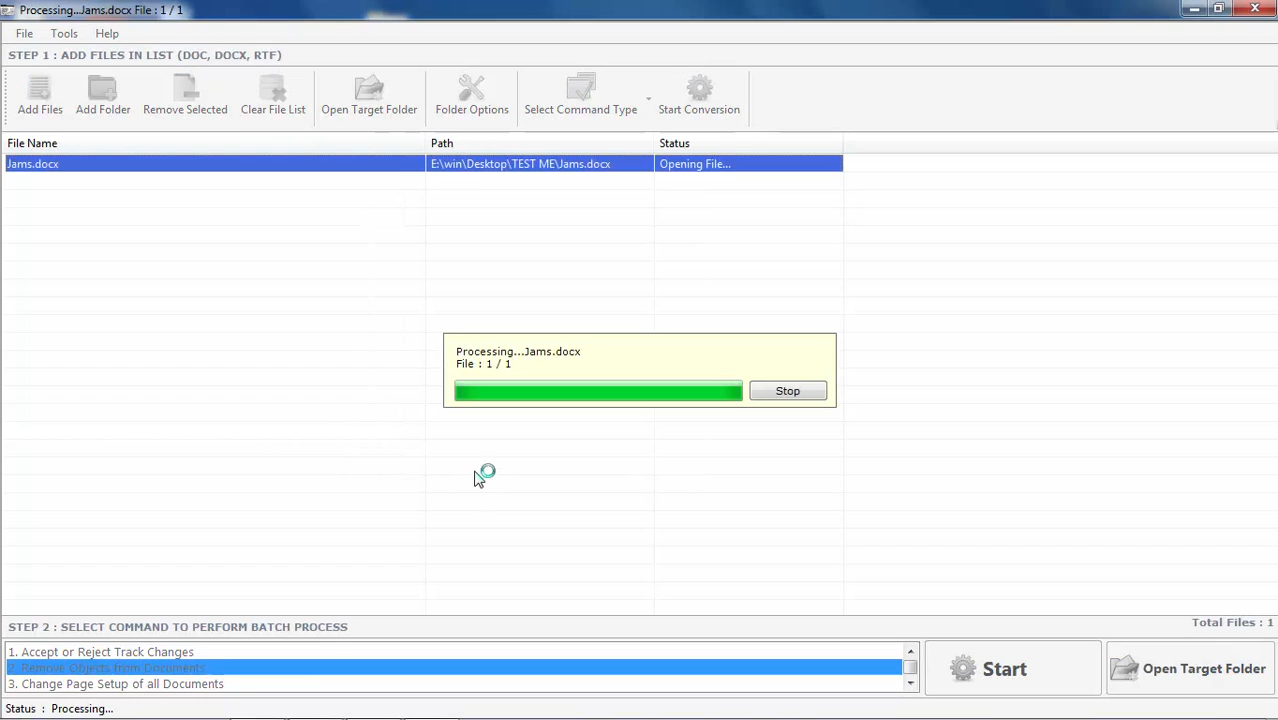 Processing...Jams.docx File : 1 / 1
File Tools Help
STEP 1 : ADD FILES IN LIST (DOC, DOCX, RTF)
Add Files Add Folder Remove Selected Clear File List Open Target Folder Folder Options Select Command Type Start Conversion
File Name Path Status
Jams.docx E:\win\Desktop\TEST ME\Jams.docx Opening File...
Processing...Jams.docx
File : 1 / 1
Stop
STEP 2 : SELECT COMMAND TO PERFORM BATCH PROCESS Total Files : 1
1. Accept or Reject Track Changes
2. Remove Objects from Documents
3. Change Page Setup of all Documents
Start Open Target Folder
Status : Processing...